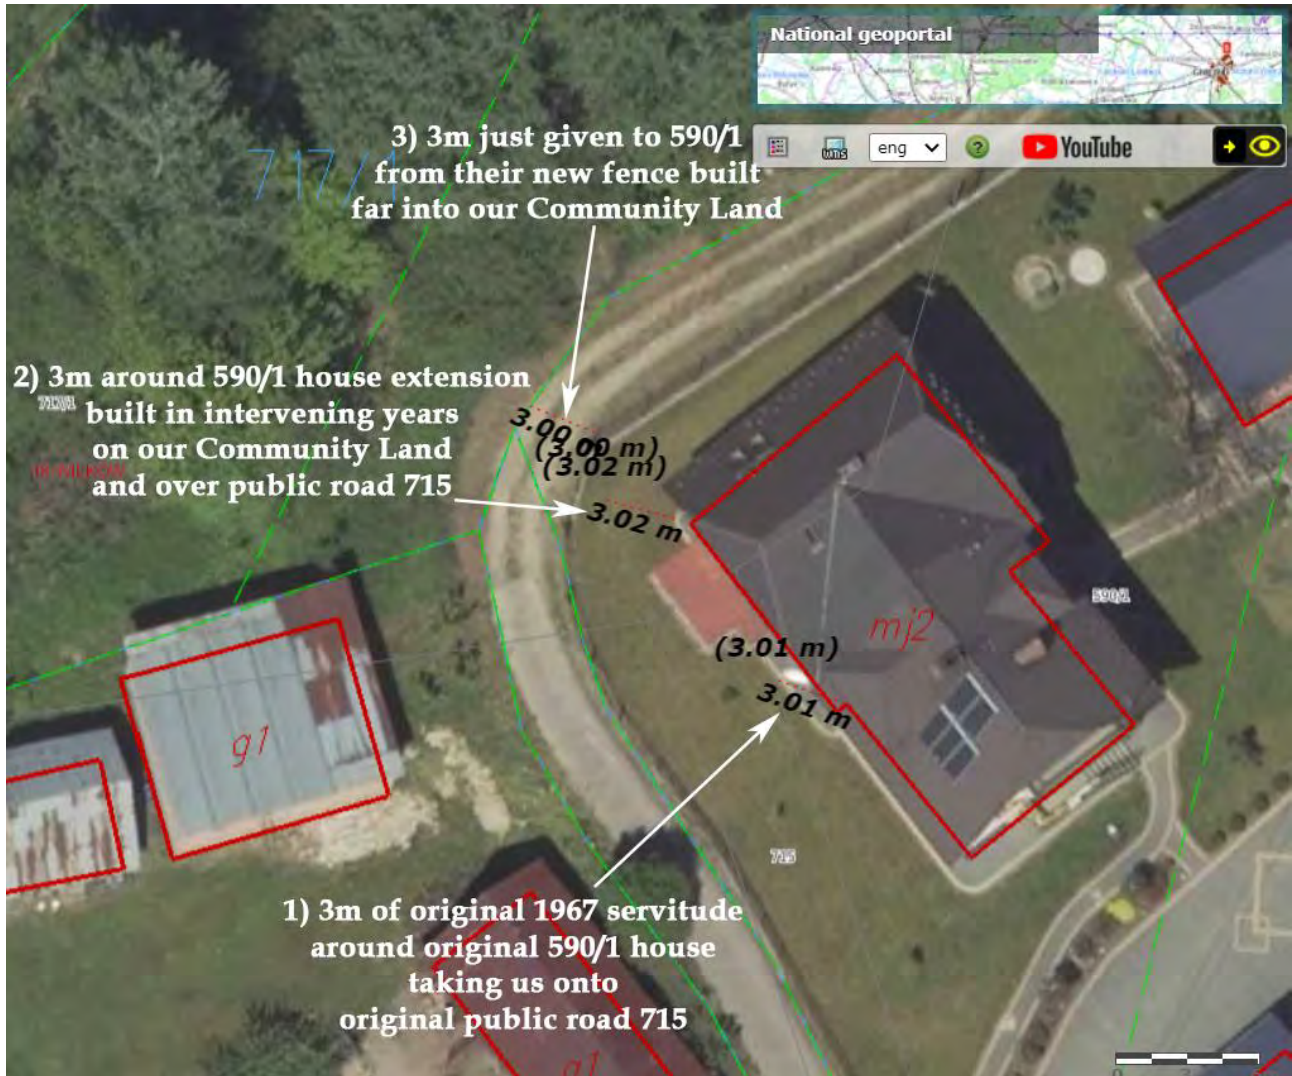 National geoportal
eng
YouTube
3) 3m just given to 590/1
from their new fence built
far into our Community Land
717/1
2) 3m around 590/1 house extension
built in intervening years
on our Community Land
and over public road 715
3.00
(3.00 m)
(3.02 m)
3.02 m
590/1
mj2
(3.01 m)
3.01 m
g1
715
1) 3m of original 1967 servitude
around original 590/1 house
taking us onto
original public road 715
g1